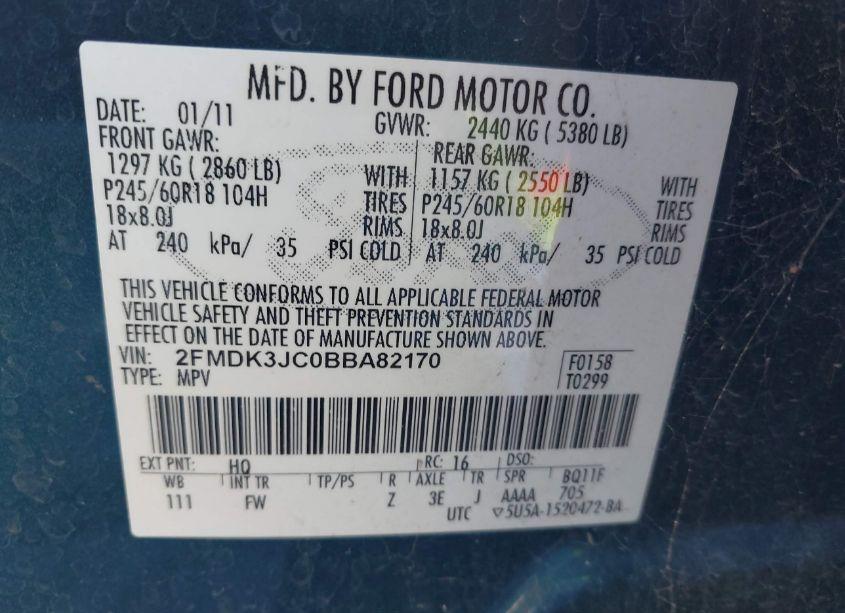 MFD. BY FORD MOTOR CO.
DATE: 01/11 GVWR: 2440 KG ( 5380 LB)
FRONT GAWR: REAR GAWR:
1297 KG ( 2860 LB) WITH 1157 KG ( 2550 LB) WITH
P245/60R18 104H TIRES P245/60R18 104H TIRES
18x8.0J RIMS 18x8.0J RIMS
AT 240 kPa/ 35 PSI COLD AT 240 kPa/ 35 PSI COLD
THIS VEHICLE CONFORMS TO ALL APPLICABLE FEDERAL MOTOR
VEHICLE SAFETY AND THEFT PREVENTION STANDARDS IN
EFFECT ON THE DATE OF MANUFACTURE SHOWN ABOVE.
VIN: 2FMDK3JC0BBA82170 F0158
TYPE: MPV T0299
EXT PNT: HQ RC: 16 DSO:
WB INT TR TP/PS R AXLE TR SPR BQ11F
111 FW Z 3E J AAAA 705
UTC ▽5U5A-1520472-BA